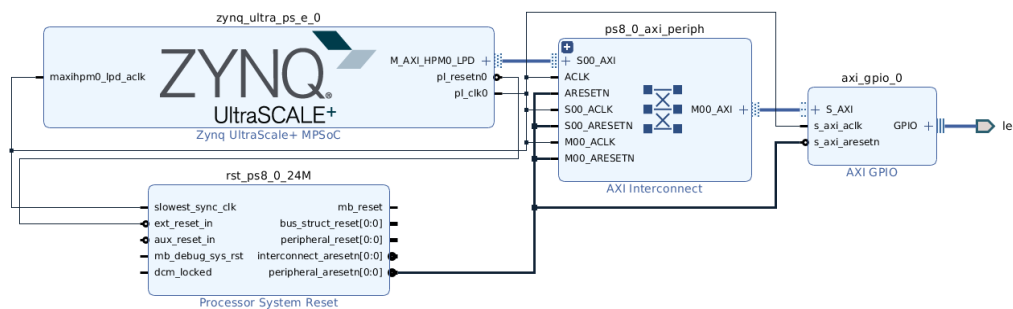 zynq_ultra_ps_e_0
maxihpm0_lpd_aclk
ZYNQ
UltraSCALE+
M_AXI_HPM0_LPD
pl_resetn0
pl_clk0
Zynq UltraScale+ MPSoC
rst_ps8_0_24M
slowest_sync_clk
ext_reset_in
aux_reset_in
mb_debug_sys_rst
dcm_locked
mb_reset
bus_struct_reset[0:0]
peripheral_reset[0:0]
interconnect_aresetn[0:0]
peripheral_aresetn[0:0]
Processor System Reset
ps8_0_axi_periph
S00_AXI
ACLK
ARESETN
S00_ACLK
S00_ARESETN
M00_ACLK
M00_ARESETN
M00_AXI
AXI Interconnect
axi_gpio_0
S_AXI
s_axi_aclk
s_axi_aresetn
GPIO
AXI GPIO
le